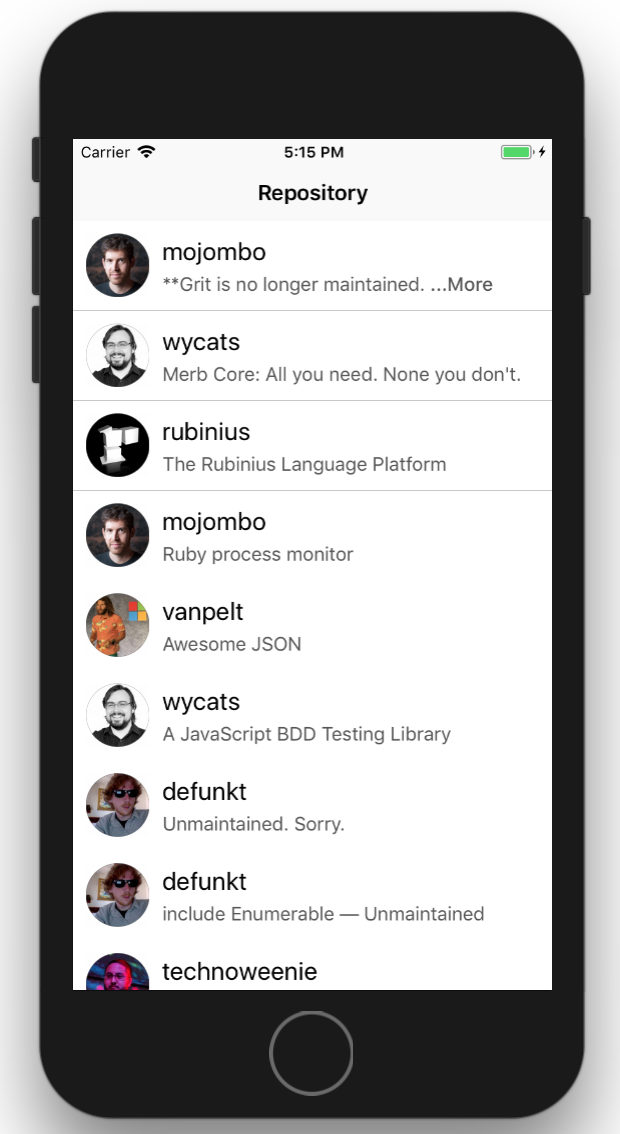 Carrier 5:15 PM
Repository
mojombo
**Grit is no longer maintained. ...More
wycats
Merb Core: All you need. None you don't.
rubinius
The Rubinius Language Platform
mojombo
Ruby process monitor
vanpelt
Awesome JSON
wycats
A JavaScript BDD Testing Library
defunkt
Unmaintained. Sorry.
defunkt
include Enumerable — Unmaintained
technoweenie